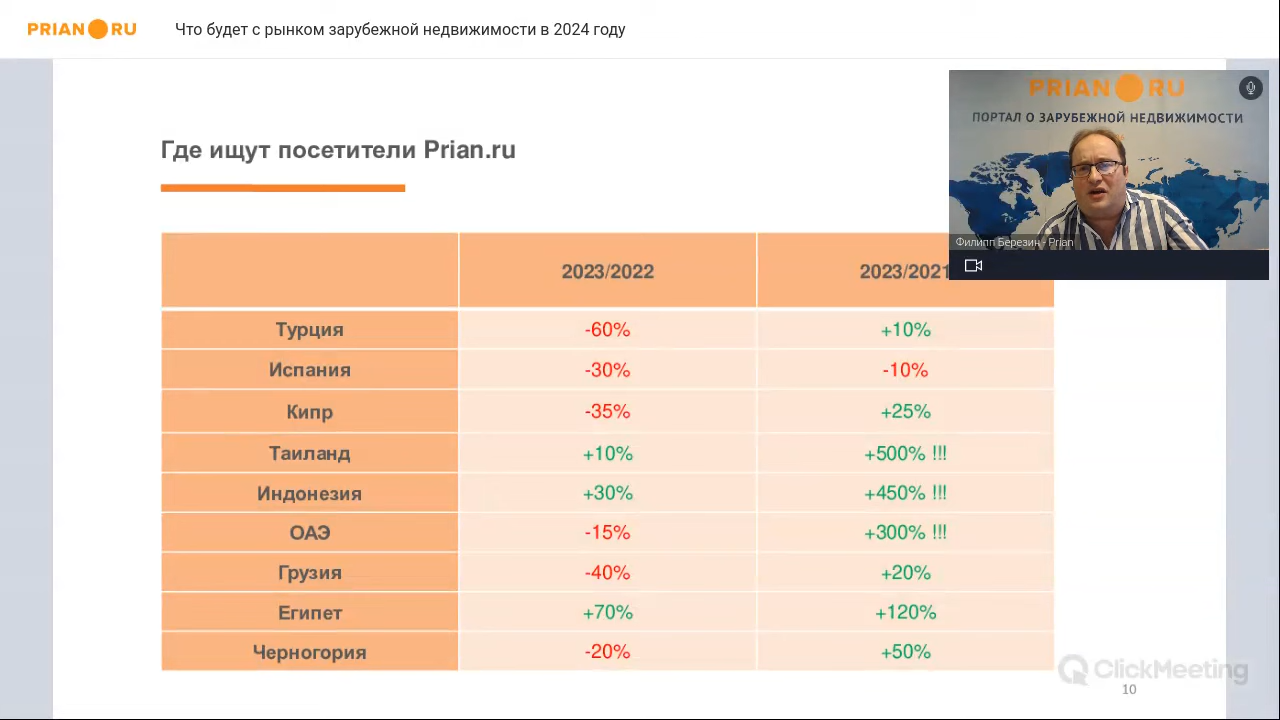 PRIAN RU
Что будет с рынком зарубежной недвижимости в 2024 году
PRIAN RU
ПОРТАЛ О ЗАРУБЕЖНОЙ НЕДВИЖИМОСТИ
Филипп Березин - Prian
Где ищут посетители Prian.ru
2023/2022 2023/2021
Турция -60% +10%
Испания -30% -10%
Кипр -35% +25%
Таиланд +10% +500% !!!
Индонезия +30% +450% !!!
ОАЭ -15% +300% !!!
Грузия -40% +20%
Египет +70% +120%
Черногория -20% +50%
ClickMeeting
10